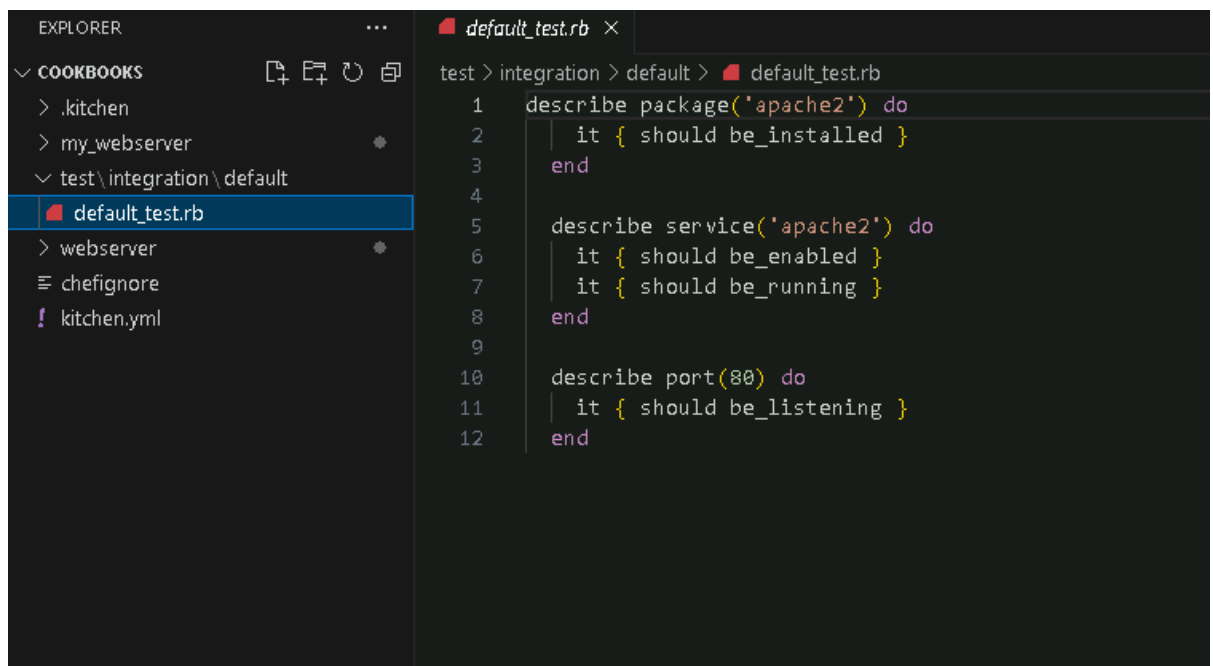 EXPLORER ...
COOKBOOKS
.kitchen
my_webserver
test\integration\default
default_test.rb
webserver
chefignore
! kitchen.yml
default_test.rb
test > integration > default > default_test.rb
1 describe package('apache2') do
2 it { should be_installed }
3 end
4
5 describe service('apache2') do
6 it { should be_enabled }
7 it { should be_running }
8 end
9
10 describe port(80) do
11 it { should be_listening }
12 end